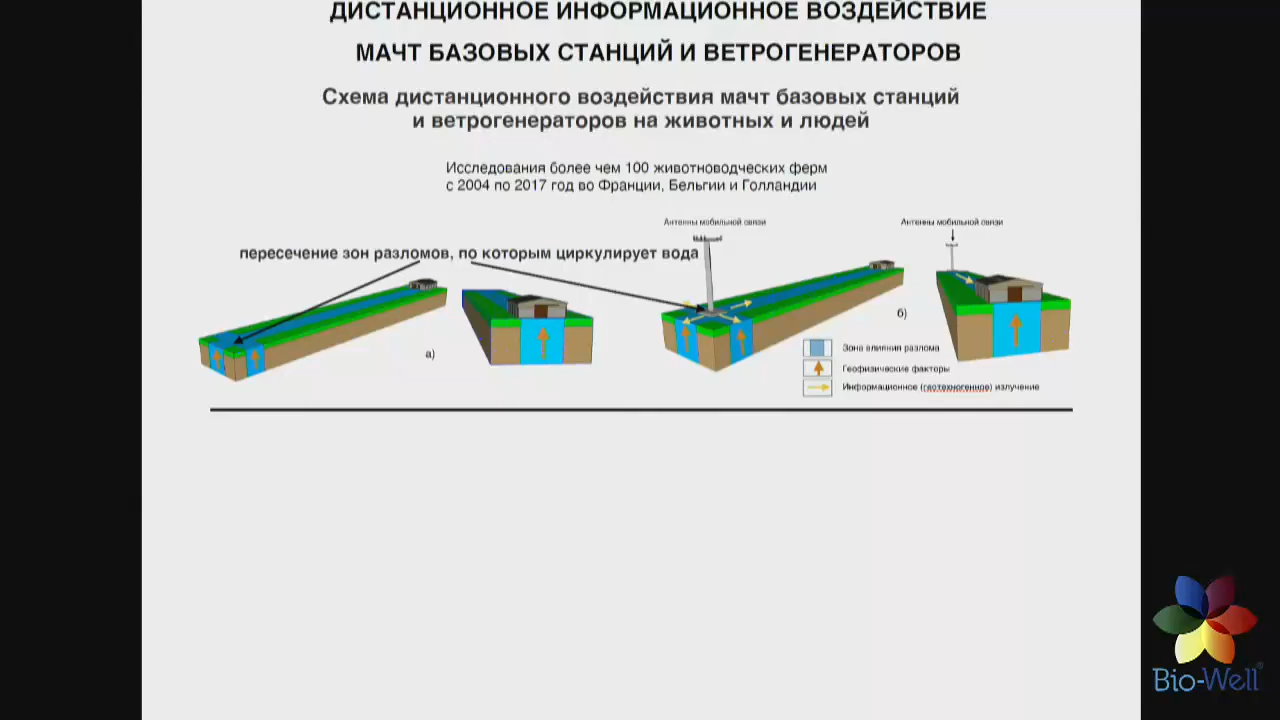 ДИСТАНЦИОННОЕ ИНФОРМАЦИОННОЕ ВОЗДЕЙСТВИЕ
МАЧТ БАЗОВЫХ СТАНЦИЙ И ВЕТРОГЕНЕРАТОРОВ
Схема дистанционного воздействия мачт базовых станций
и ветрогенераторов на животных и людей
Исследования более чем 100 животноводческих ферм
с 2004 по 2017 год во Франции, Бельгии и Голландии
Антенны мобильной связи
Антенны мобильной связи
пересечение зон разломов, по которым циркулирует вода
а)
б)
Зона влияния разлома
Геофизические факторы
Информационное (геотехногенное) излучение
Bio-Well®